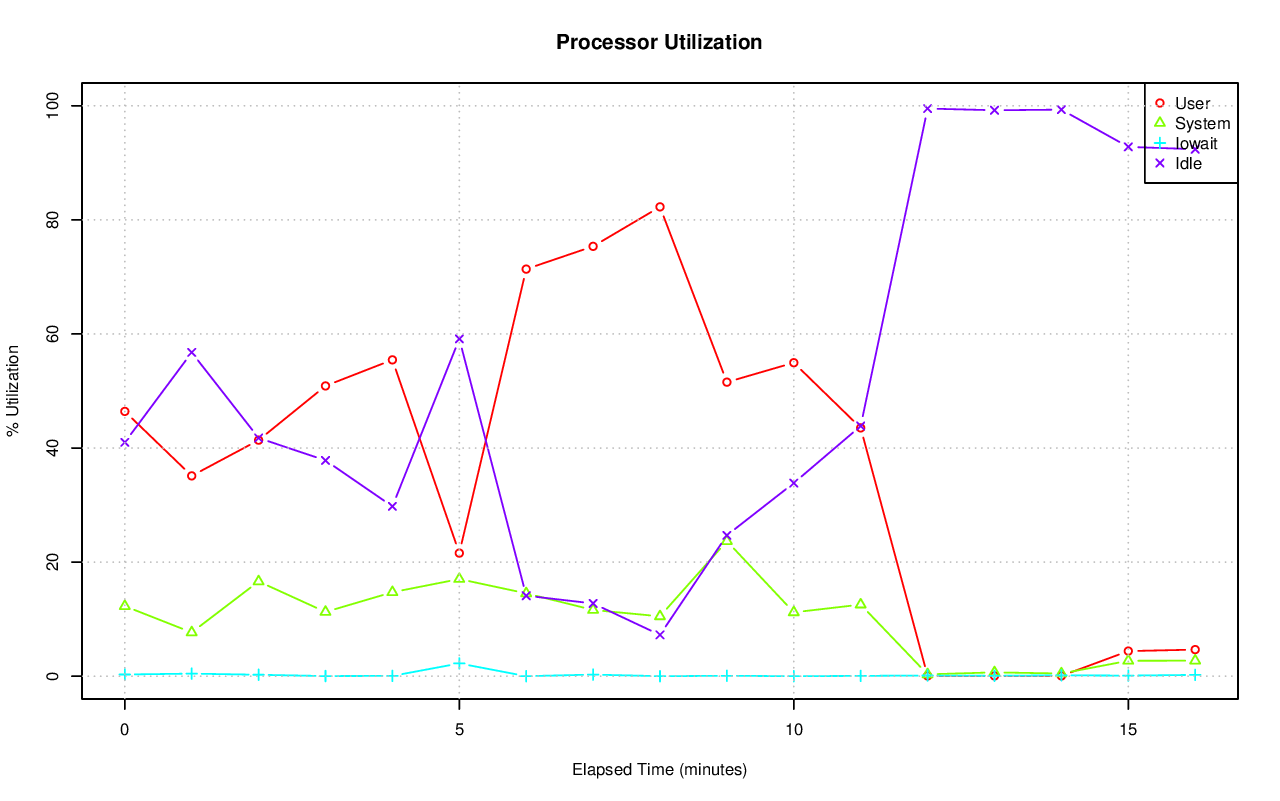 Processor Utilization
% Utilization
100
80
60
40
20
0
User
System
Iowait
Idle
0 5 10 15
Elapsed Time (minutes)